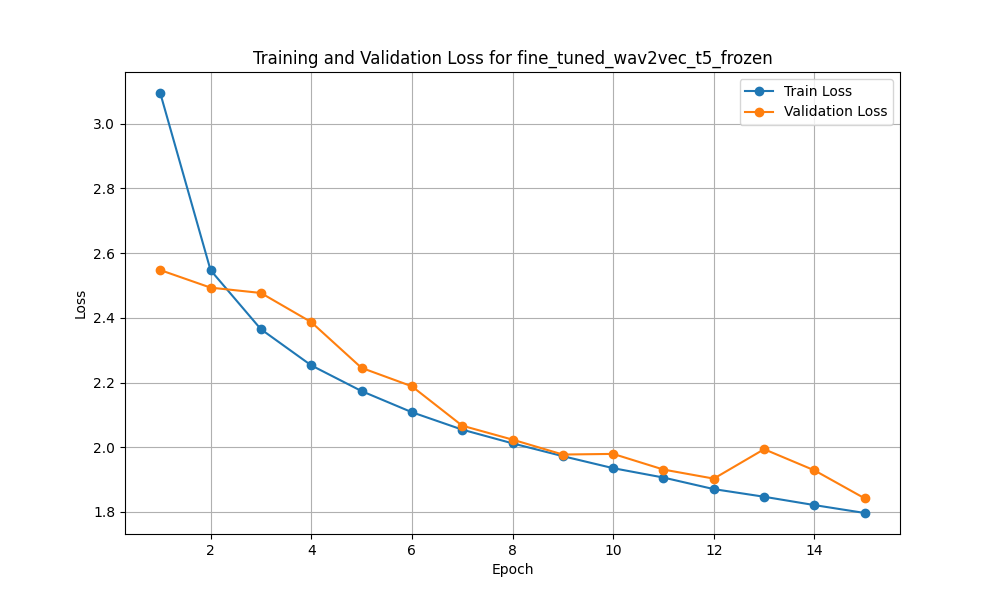 Training and Validation Loss for fine_tuned_wav2vec_t5_frozen
Train Loss
Validation Loss
3.0
2.8
2.6
2.4
2.2
2.0
1.8
Loss
2 4 6 8 10 12 14
Epoch